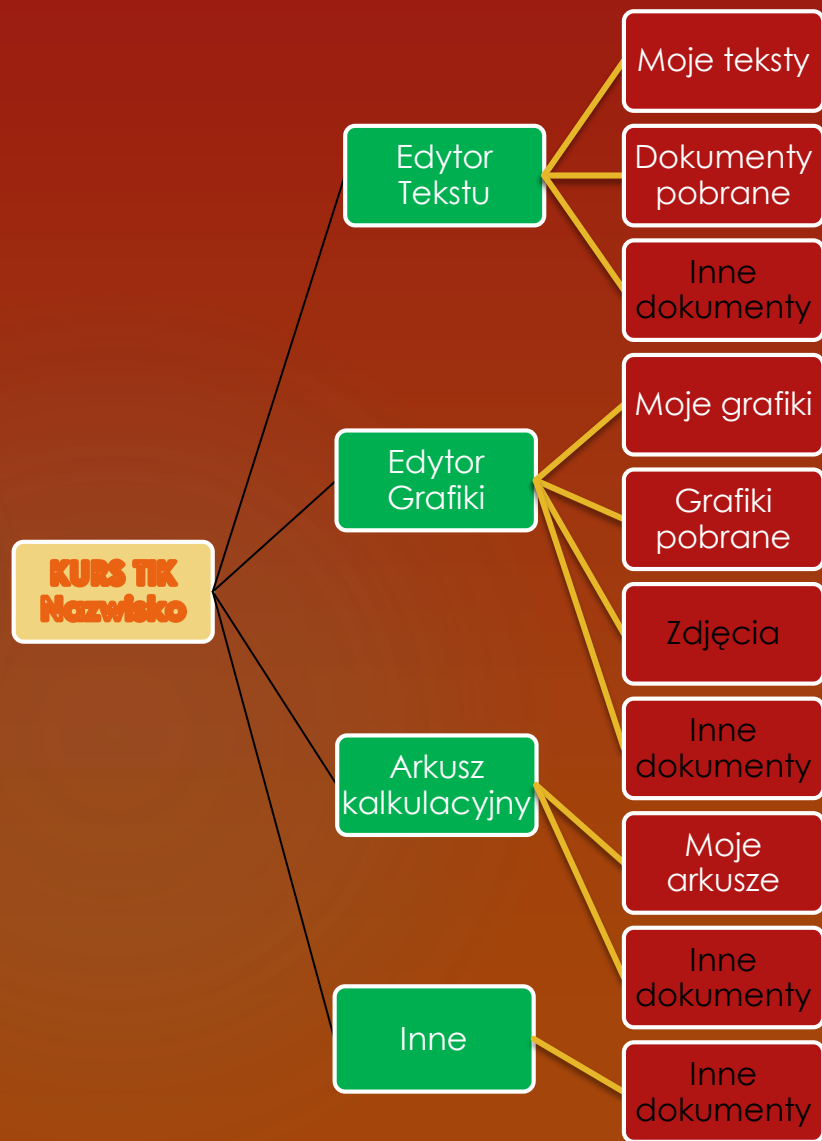 KURS TIK
Nazwisko
Edytor
Tekstu
Moje teksty
Dokumenty
pobrane
Inne
dokumenty
Edytor
Grafiki
Moje grafiki
Grafiki
pobrane
Zdjęcia
Inne
dokumenty
Arkusz
kalkulacyjny
Moje
arkusze
Inne
dokumenty
Inne
Inne
dokumenty